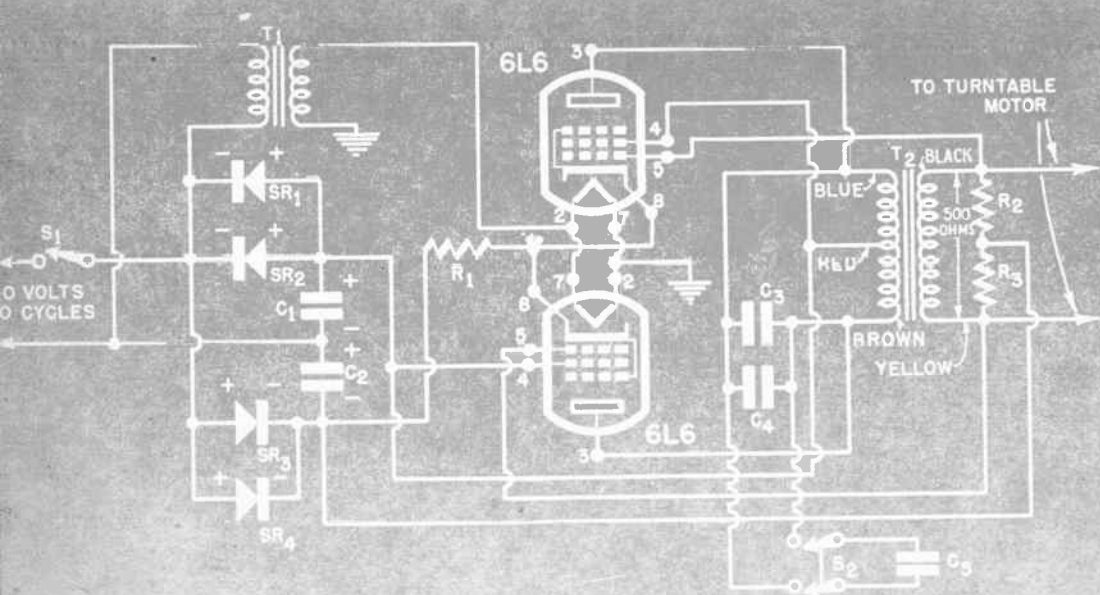 T1
6L6
3
TO TURNTABLE
MOTOR
4
5
T2
BLACK
BLUE
- +
SR1
2
7
8
500
OHMS
R2
S1
- +
SR2
R1
RED
R3
O VOLTS
O CYCLES
+
C1
-
7
2
8
C3
BROWN
YELLOW
+
C2
-
5
4
C4
+ -
SR3
6L6
3
+ -
SR4
S2
C5